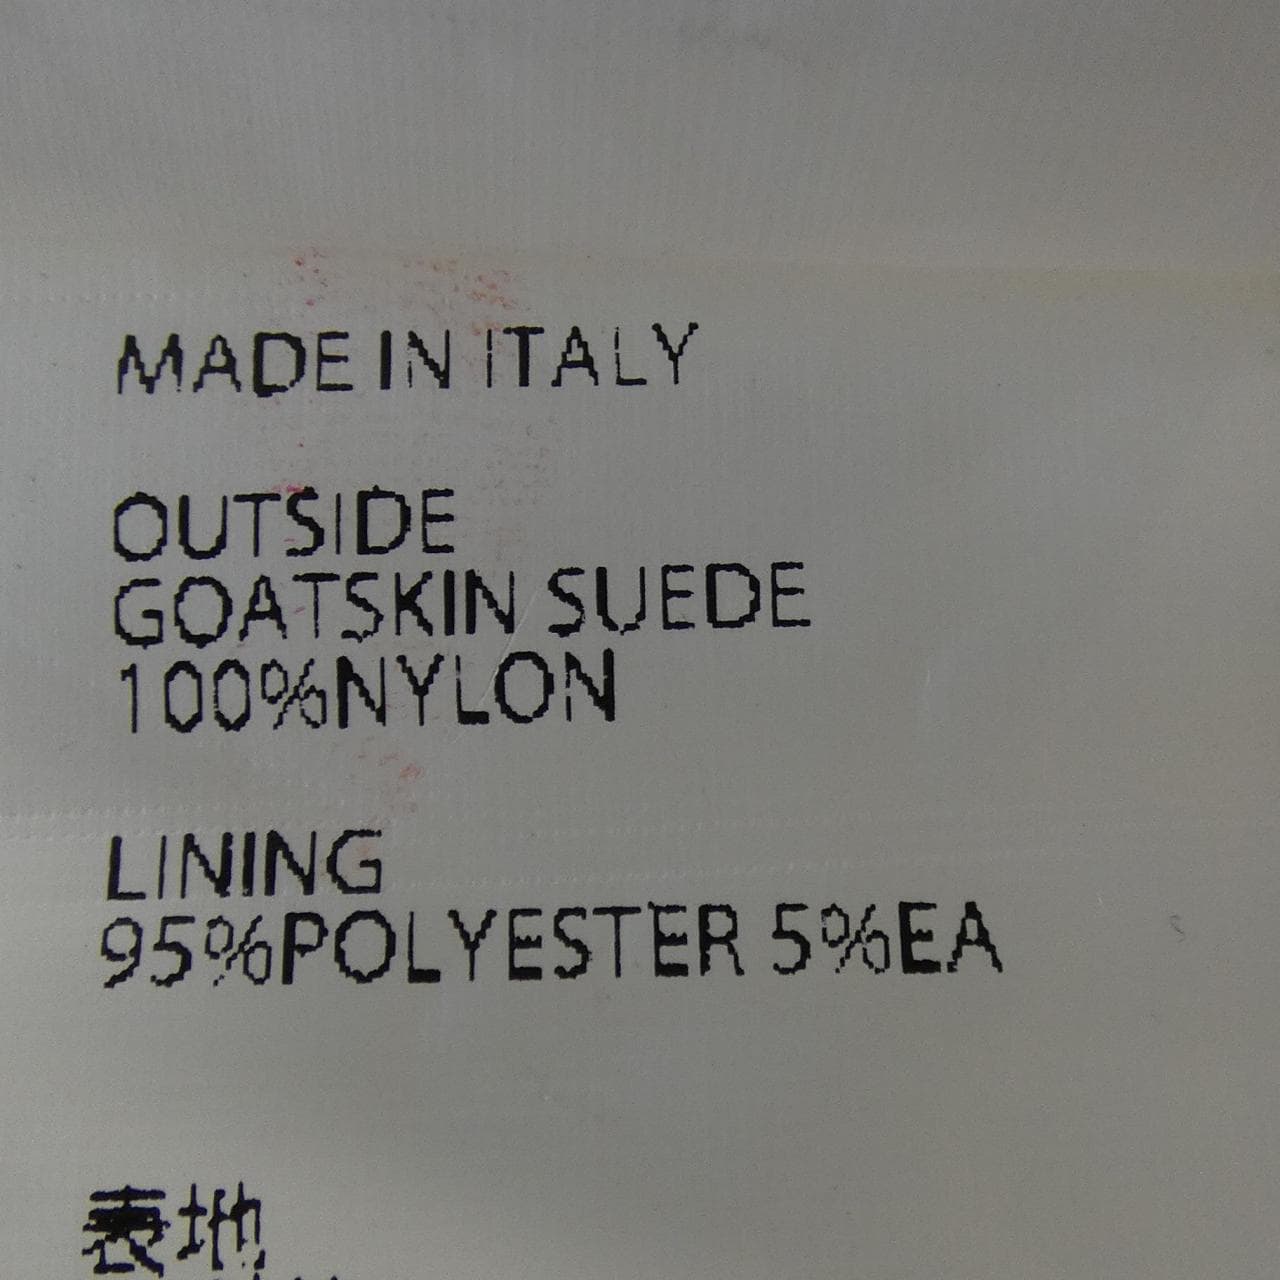 MADE IN ITALY
OUTSIDE
GOATSKIN SUEDE
100%NYLON
LINING
95%POLYESTER 5%EA
表地